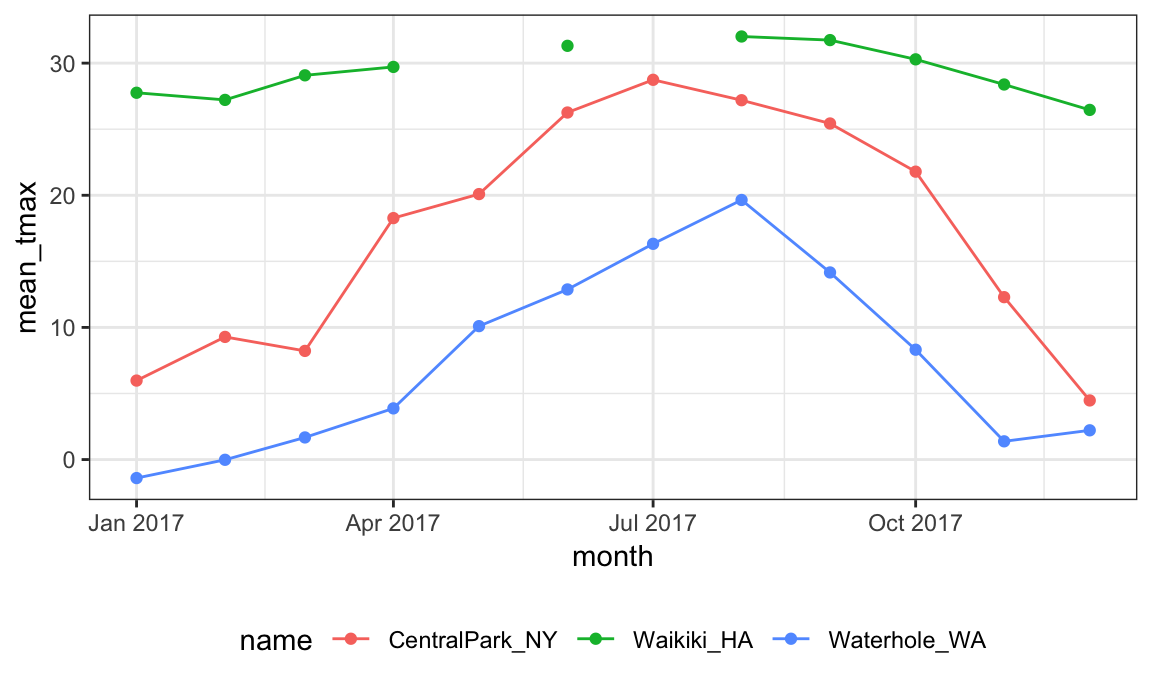 30
20
10
0
mean_tmax
Jan 2017 Apr 2017 Jul 2017 Oct 2017
month
name CentralPark_NY Waikiki_HA Waterhole_WA